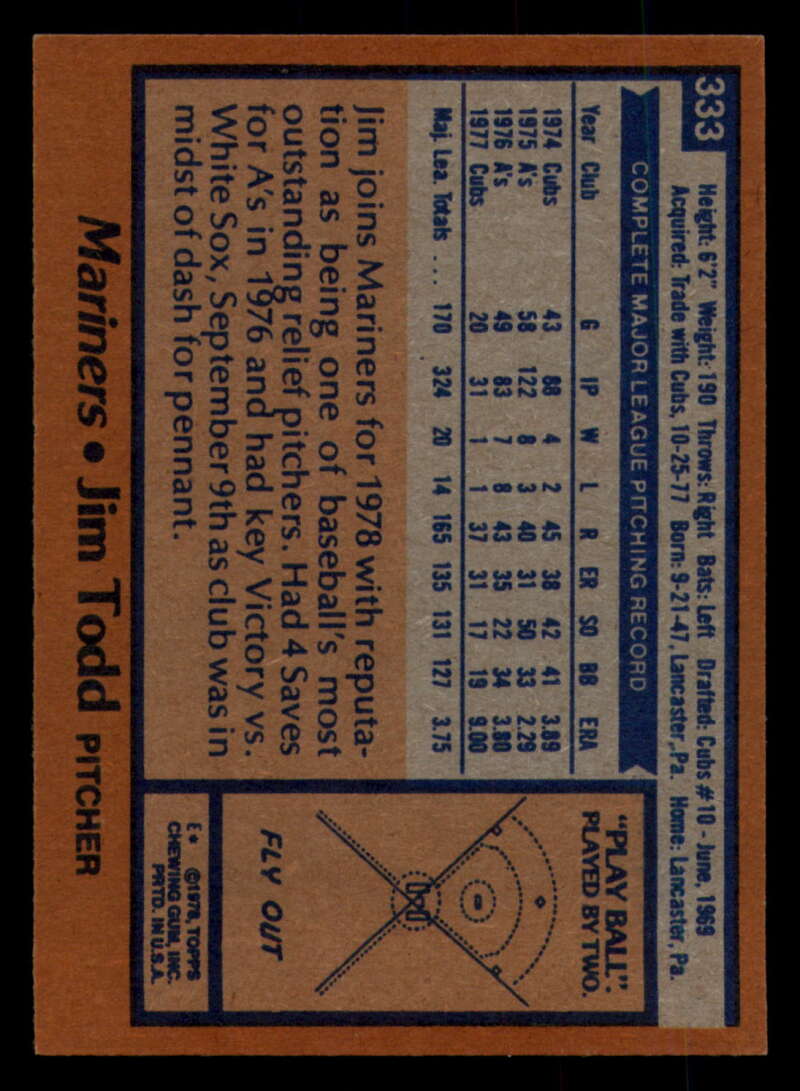 333
Height: 6'2" Weight: 190 Throws: Right Bats: Left Drafted: Cubs #10 - June, 1969
Acquired: Trade with Cubs, 10-25-77 Born: 9-21-47, Lancaster, Pa. Home: Lancaster, Pa.
COMPLETE MAJOR LEAGUE PITCHING RECORD
Year Club G IP W L R ER SO BB ERA
1974 Cubs 43 88 4 2 45 38 42 41 3.89
1975 A's 58 122 8 3 40 31 50 33 2.29
1976 A's 49 83 7 8 43 35 22 34 3.80
1977 Cubs 20 31 1 1 37 31 17 19 9.00
Maj. Lea. Totals ... 170 324 20 14 165 135 131 127 3.75
Jim joins Mariners for 1978 with reputa-
tion as being one of baseball's most
outstanding relief pitchers. Had 4 Saves
for A's in 1976 and had key Victory vs.
White Sox, September 9th as club was in
midst of dash for pennant.
"PLAY BALL":
PLAYED BY TWO.
FLY OUT
E* ©1978, TOPPS
CHEWING GUM, INC.
PRTD. IN U.S.A.
Mariners • Jim Todd PITCHER